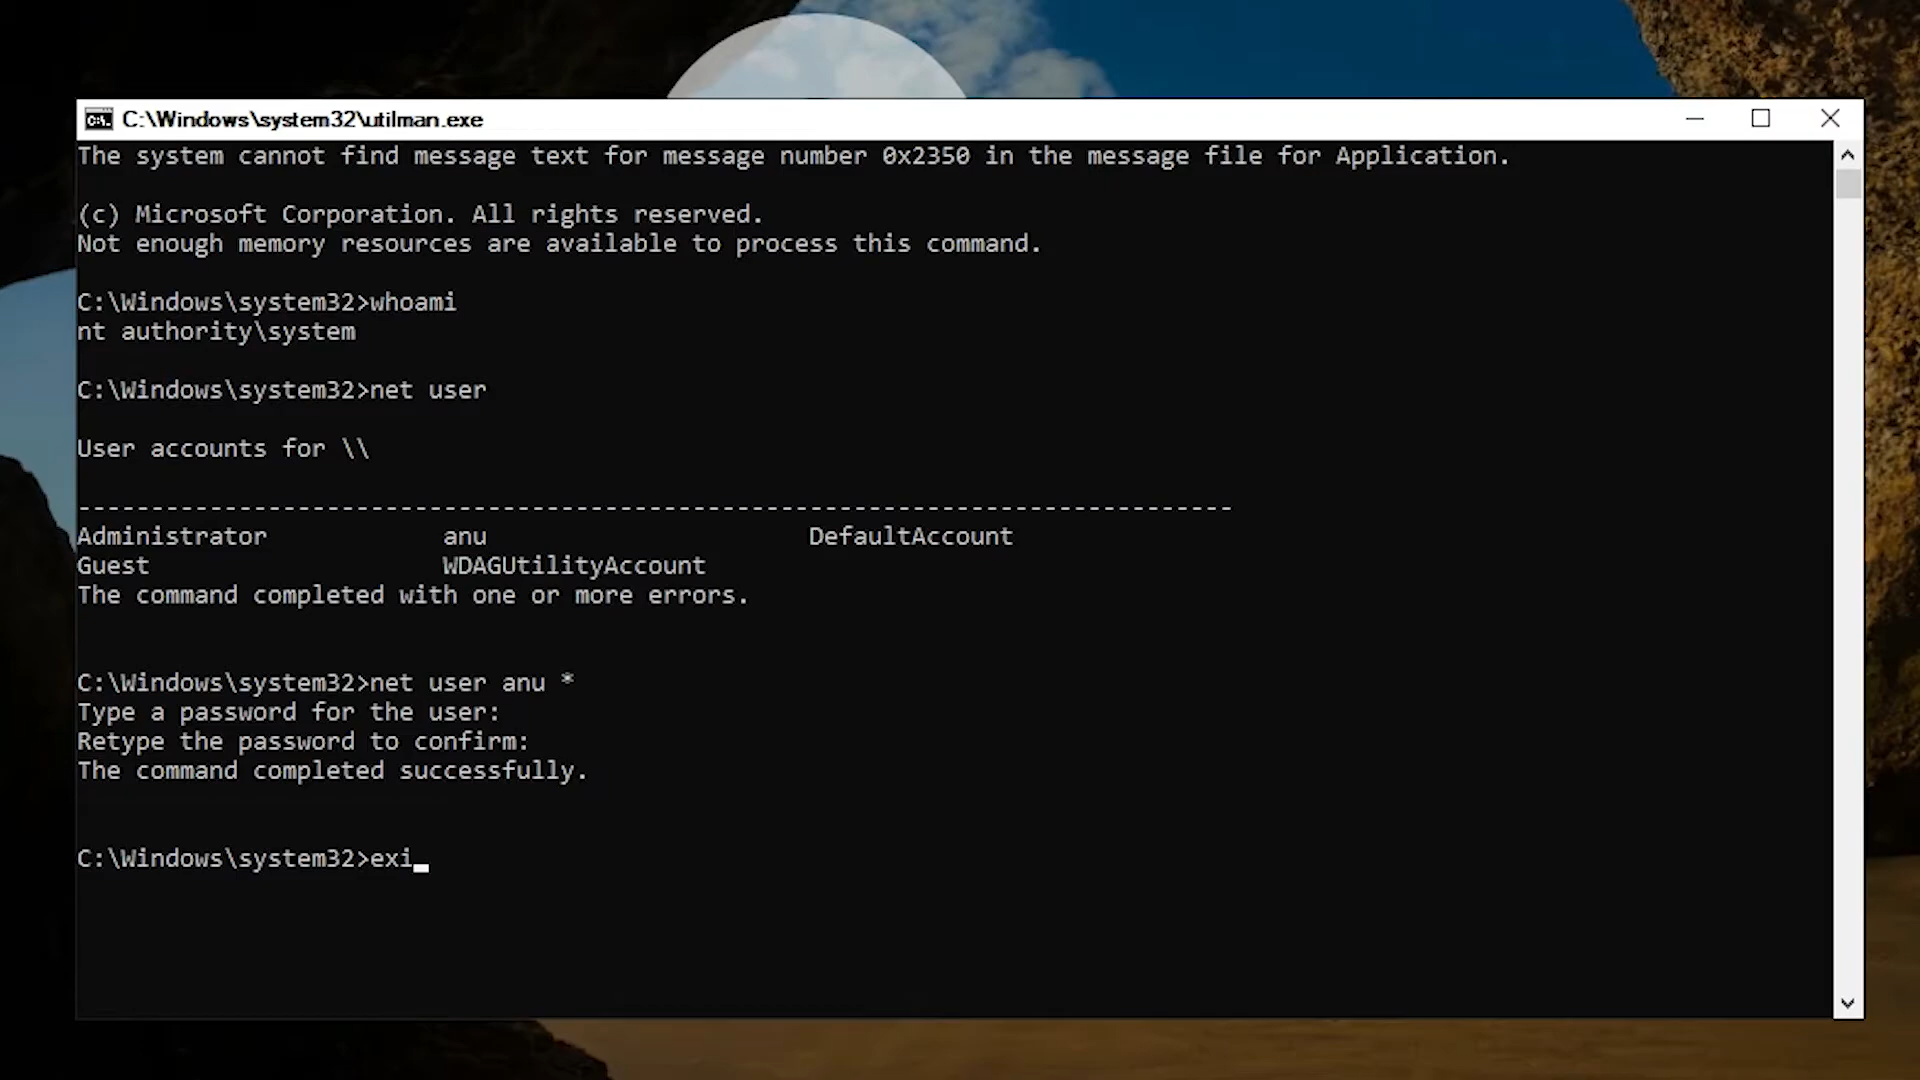 C:\Windows\system32\utilman.exe
The system cannot find message text for message number 0x2350 in the message file for Application.
(c) Microsoft Corporation. All rights reserved.
Not enough memory resources are available to process this command.
C:\Windows\system32>whoami
nt authority\system
C:\Windows\system32>net user
User accounts for \\
-------------------------------------------------------------------------------
Administrator            anu                      DefaultAccount
Guest                    WDAGUtilityAccount
The command completed with one or more errors.
C:\Windows\system32>net user anu *
Type a password for the user:
Retype the password to confirm:
The command completed successfully.
C:\Windows\system32>exi